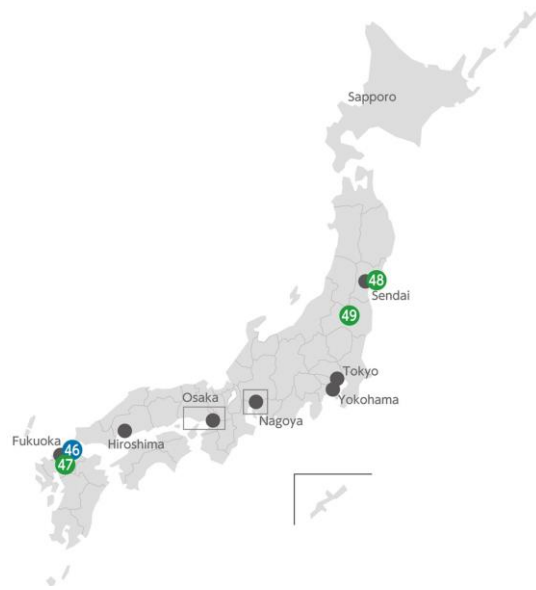 Sapporo
48
Sendai
49
Tokyo
Yokohama
Osaka
Nagoya
Fukuoka
46
Hiroshima
47